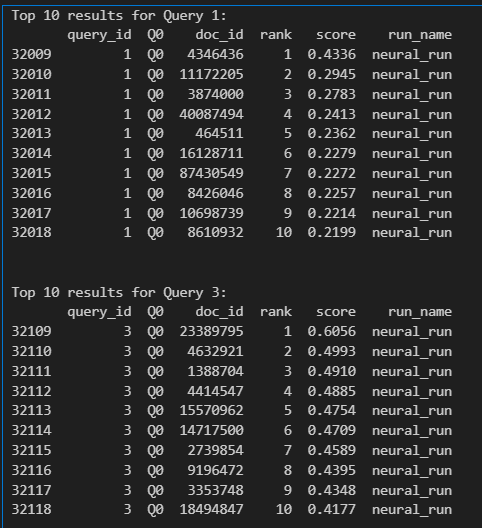 Top 10 results for Query 1:
query_id Q0 doc_id rank score run_name
32009 1 Q0 4346436 1 0.4336 neural_run
32010 1 Q0 11172205 2 0.2945 neural_run
32011 1 Q0 3874000 3 0.2783 neural_run
32012 1 Q0 40087494 4 0.2413 neural_run
32013 1 Q0 464511 5 0.2362 neural_run
32014 1 Q0 16128711 6 0.2279 neural_run
32015 1 Q0 87430549 7 0.2272 neural_run
32016 1 Q0 8426046 8 0.2257 neural_run
32017 1 Q0 10698739 9 0.2214 neural_run
32018 1 Q0 8610932 10 0.2199 neural_run
Top 10 results for Query 3:
query_id Q0 doc_id rank score run_name
32109 3 Q0 23389795 1 0.6056 neural_run
32110 3 Q0 4632921 2 0.4993 neural_run
32111 3 Q0 1388704 3 0.4910 neural_run
32112 3 Q0 4414547 4 0.4885 neural_run
32113 3 Q0 15570962 5 0.4754 neural_run
32114 3 Q0 14717500 6 0.4709 neural_run
32115 3 Q0 2739854 7 0.4589 neural_run
32116 3 Q0 9196472 8 0.4395 neural_run
32117 3 Q0 3353748 9 0.4348 neural_run
32118 3 Q0 18494847 10 0.4177 neural_run